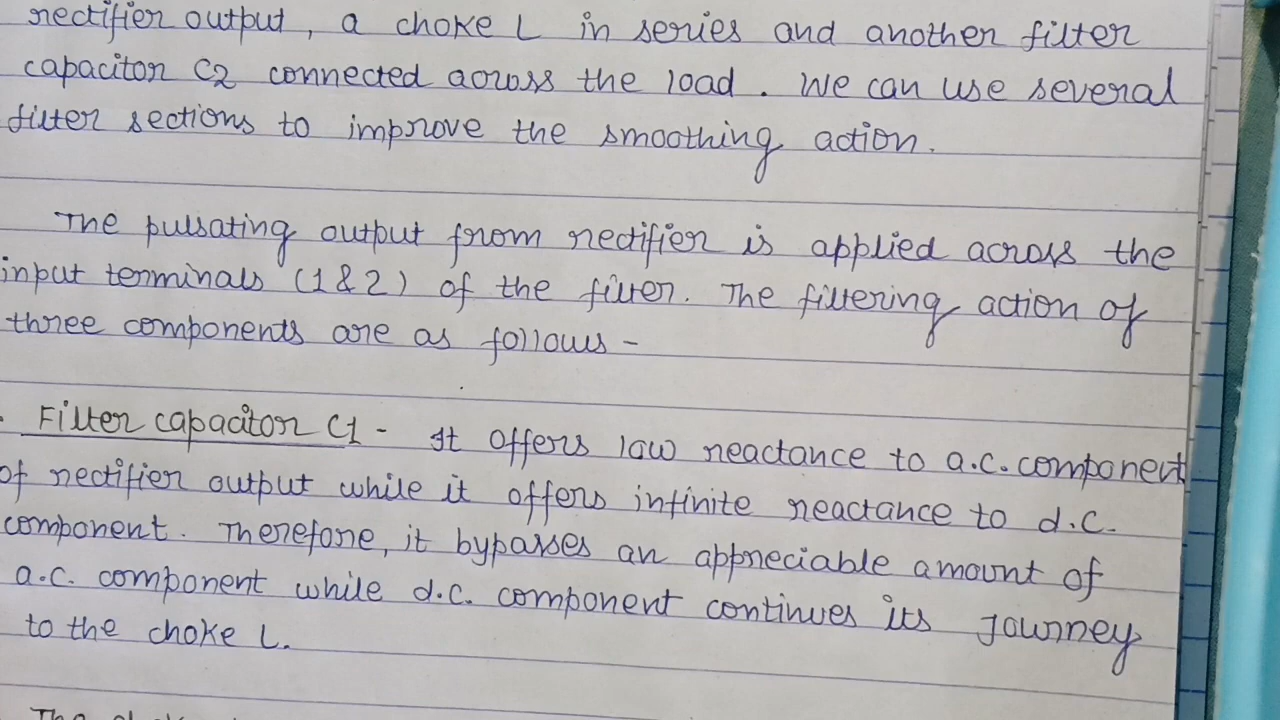 rectifier output, a choke L in series and another filter
capacitor C2 connected across the load. We can use several
filter sections to improve the smoothing action.
The pulsating output from rectifier is applied across the
input terminals (1 & 2) of the filter. The filtering action of
three components are as follows -
Filter capacitor C1 - It offers low reactance to a.c. component
of rectifier output while it offers infinite reactance to d.c.
component. Therefore, it bypasses an appreciable amount of
a.c. component while d.c. component continues its journey
to the choke L.
The